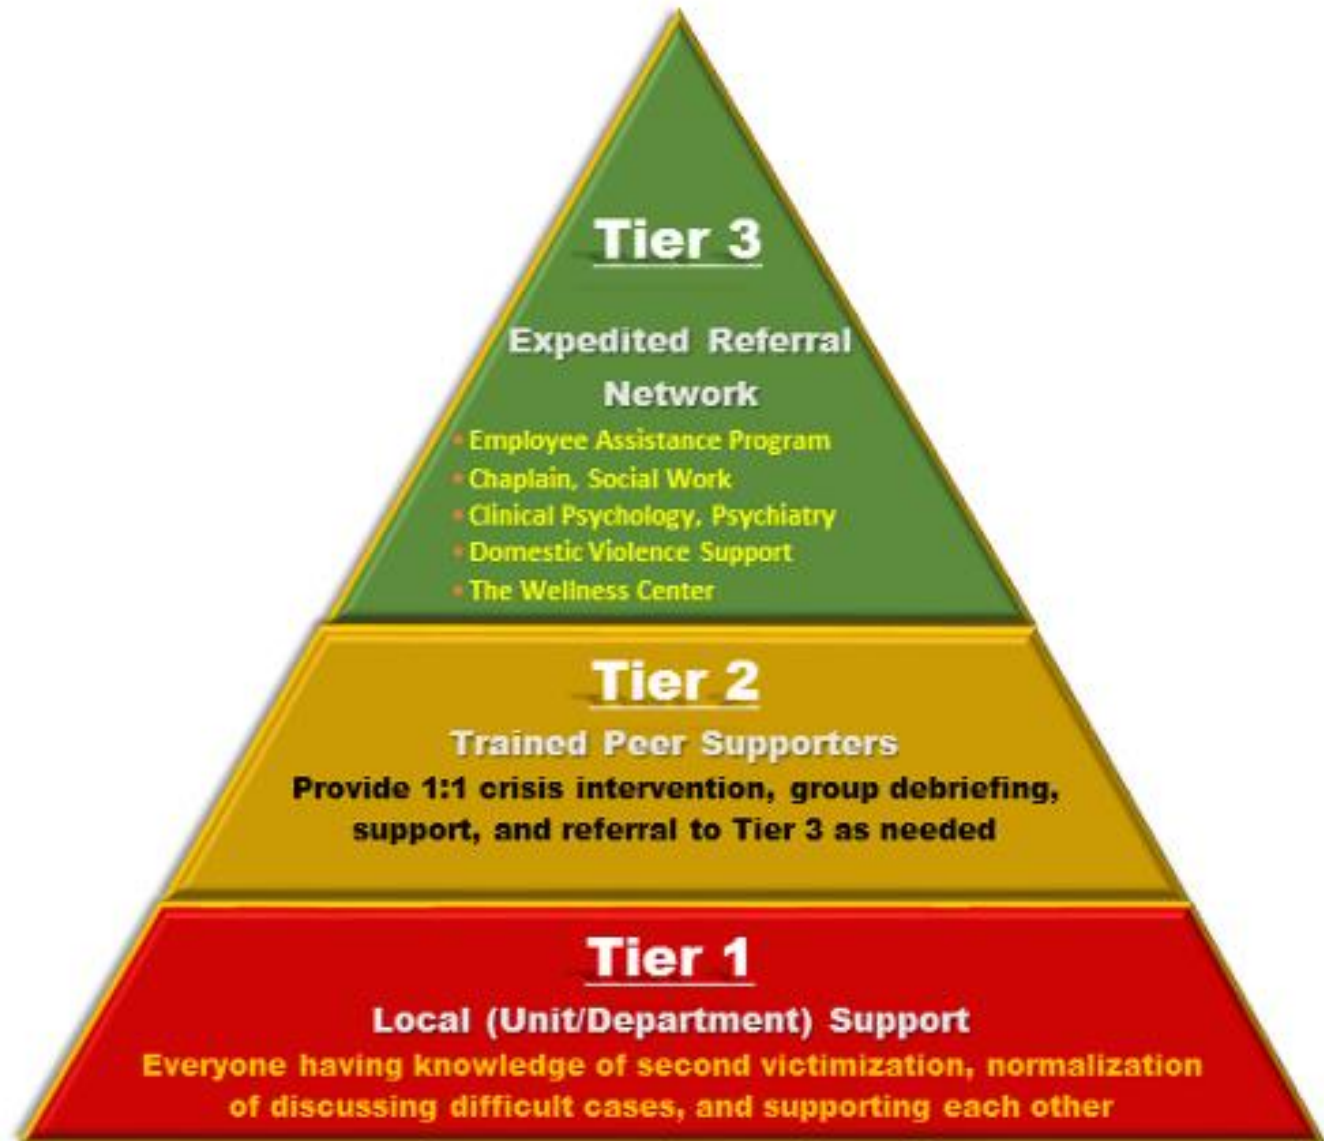 Tier 3
Expedited Referral
Network
• Employee Assistance Program
• Chaplain, Social Work
• Clinical Psychology, Psychiatry
• Domestic Violence Support
• The Wellness Center
Tier 2
Trained Peer Supporters
Provide 1:1 crisis intervention, group debriefing,
support, and referral to Tier 3 as needed
Tier 1
Local (Unit/Department) Support
Everyone having knowledge of second victimization, normalization
of discussing difficult cases, and supporting each other